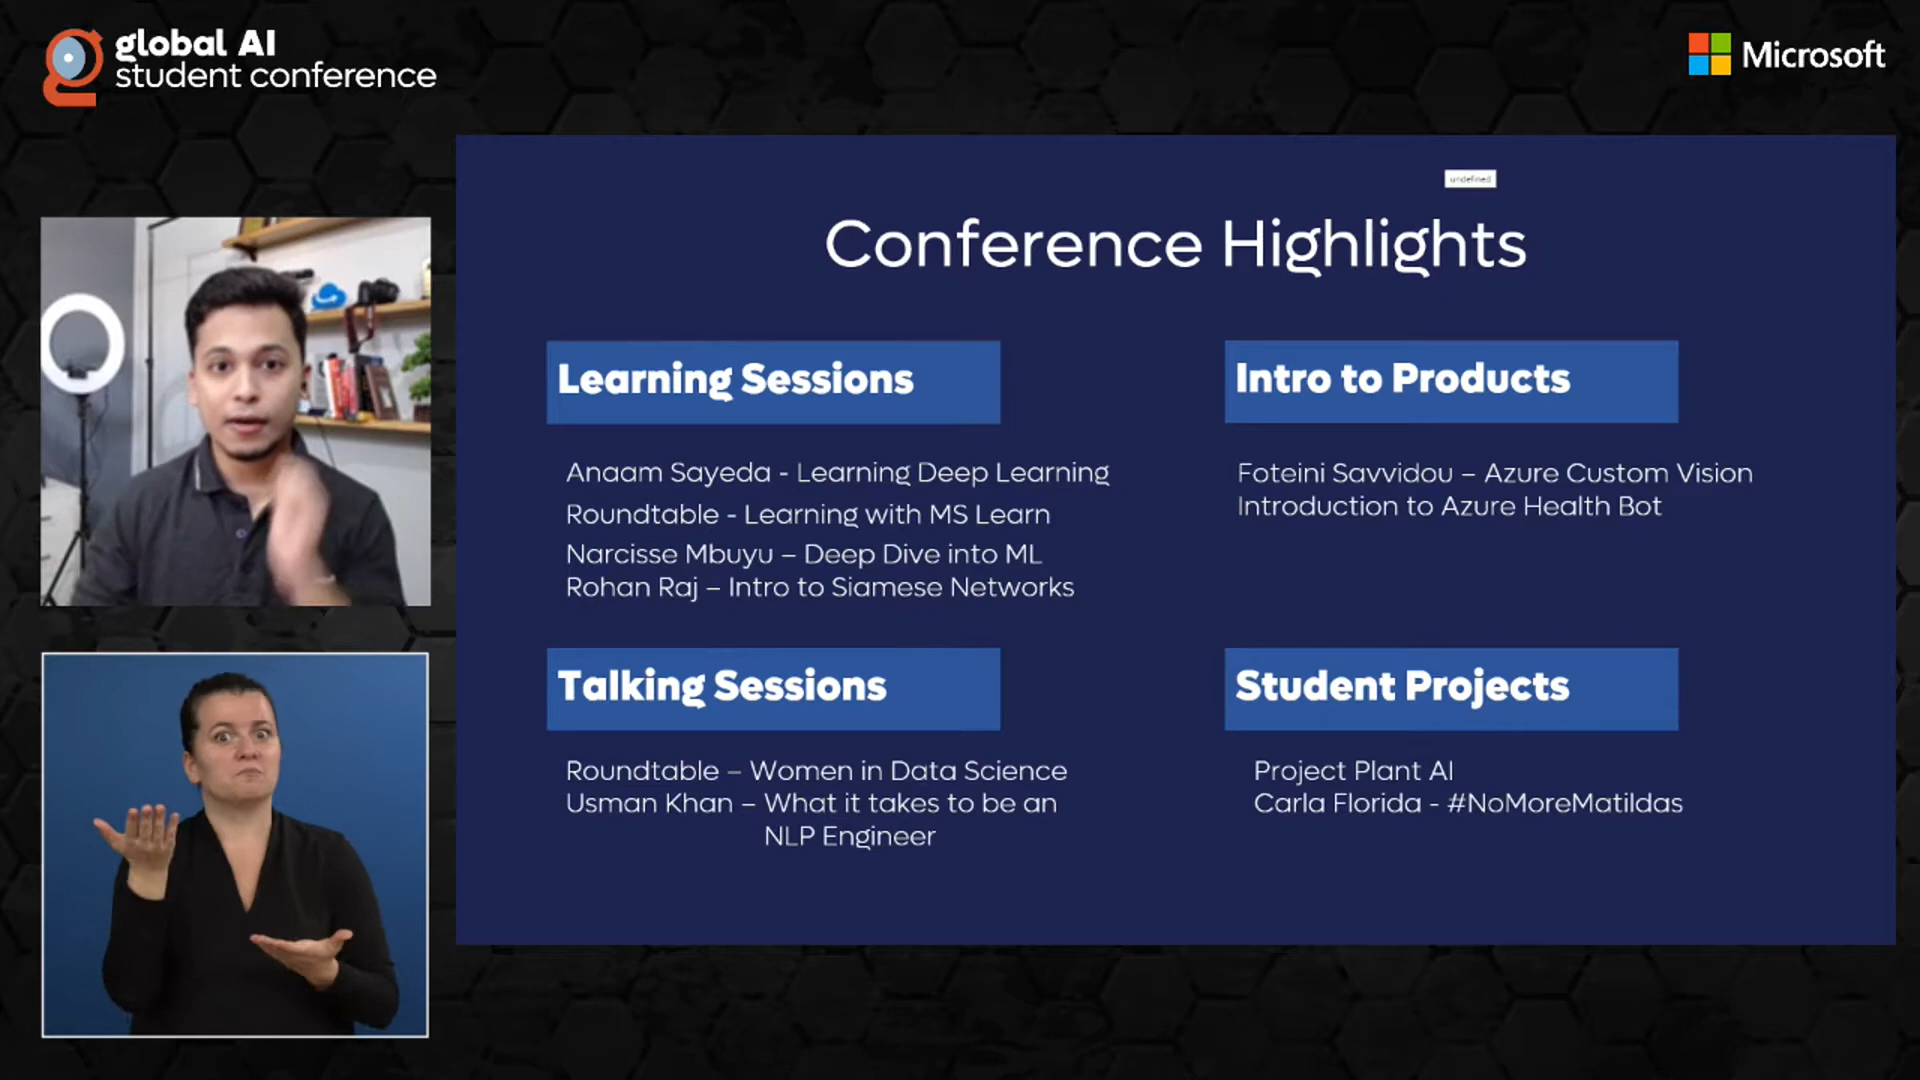 global AI
student conference
Microsoft
undefined
Conference Highlights
Learning Sessions
Anaam Sayeda - Learning Deep Learning
Roundtable - Learning with MS Learn
Narcisse Mbuyu – Deep Dive into ML
Rohan Raj – Intro to Siamese Networks
Intro to Products
Foteini Savvidou – Azure Custom Vision
Introduction to Azure Health Bot
Talking Sessions
Roundtable – Women in Data Science
Usman Khan – What it takes to be an
NLP Engineer
Student Projects
Project Plant AI
Carla Florida - #NoMoreMatildas